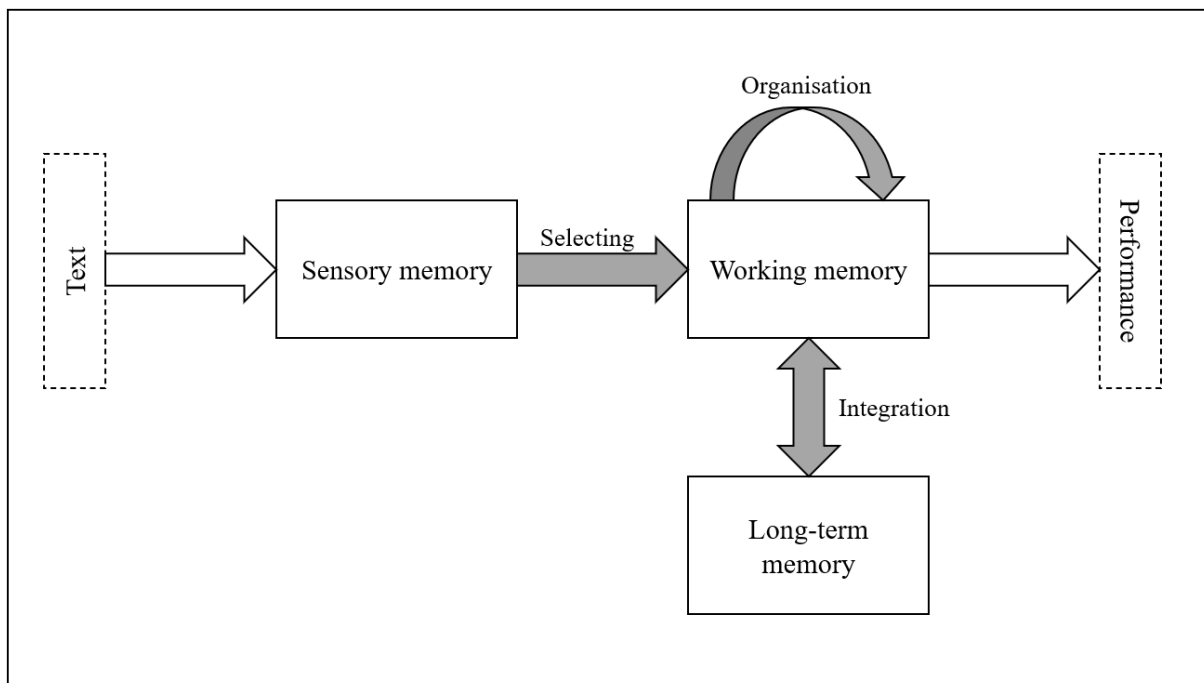 Organisation
Text
Sensory memory
Selecting
Working memory
Performance
Integration
Long-term
memory